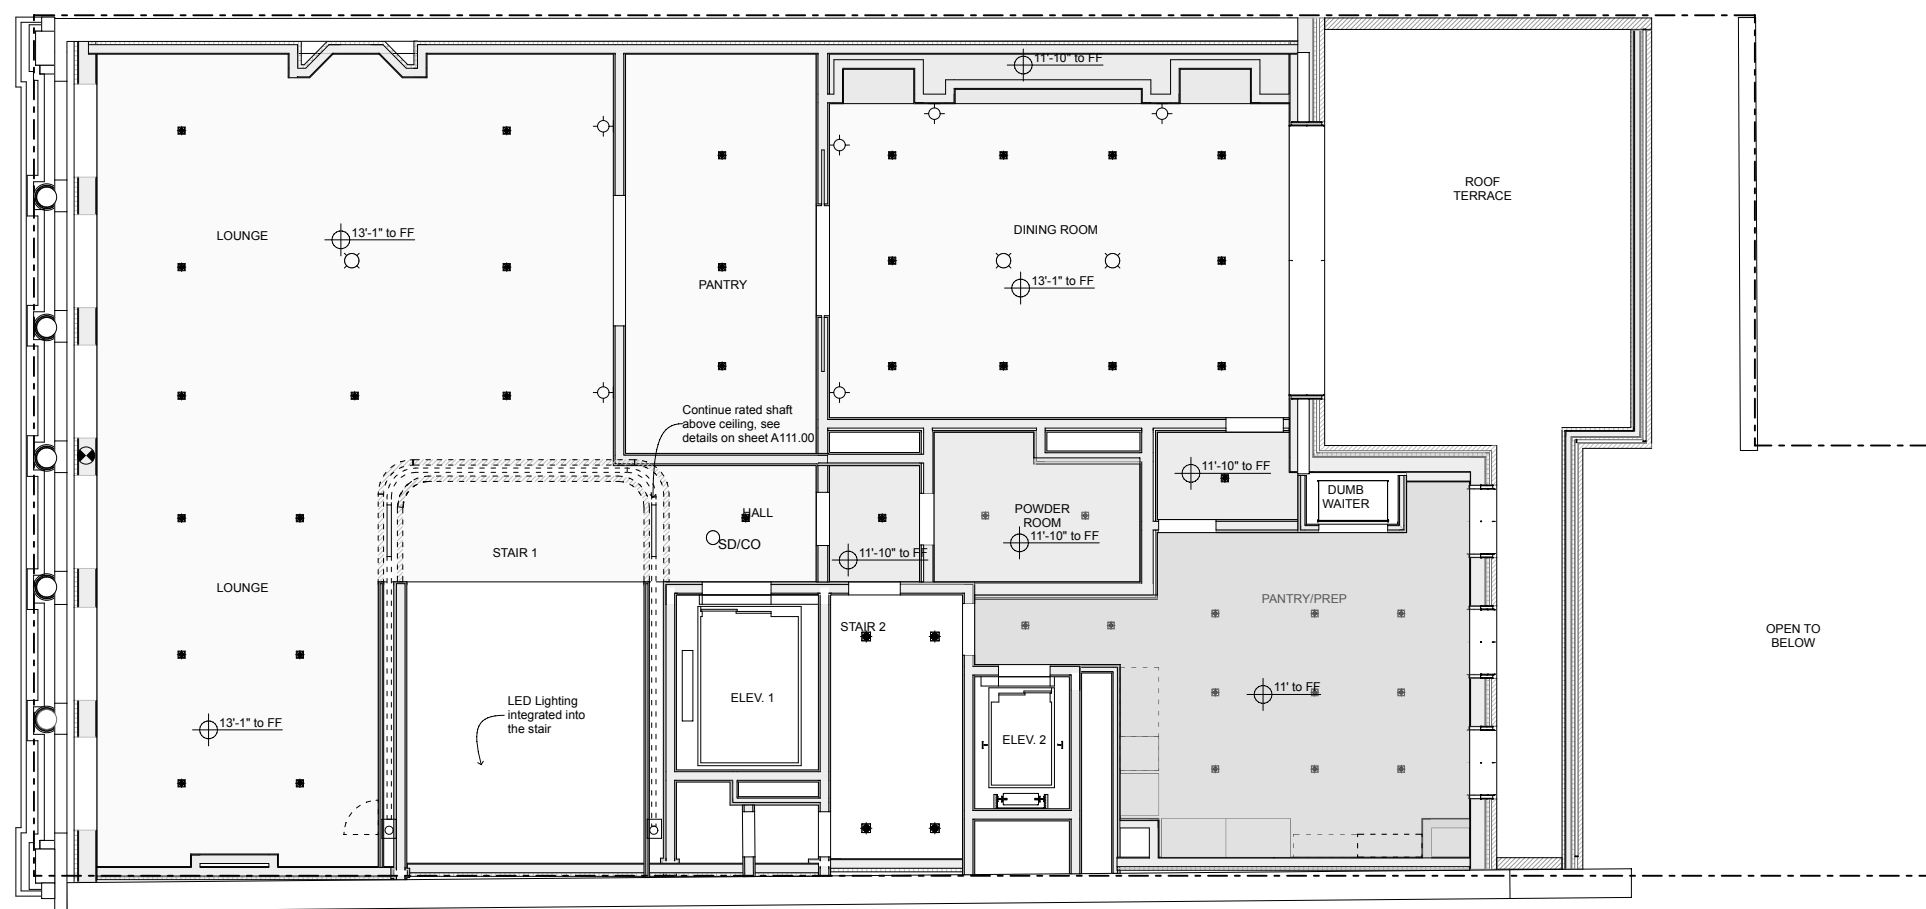 11'-10" to FF
ROOF
TERRACE
LOUNGE
13'-1" to FF
DINING ROOM
PANTRY
13'-1" to FF
Continue rated shaft
above ceiling, see
details on sheet A111.00
11'-10" to FF
DUMB
WAITER
HALL
POWDER
ROOM
11'-10" to FF
SD/CO
STAIR 1
11'-10" to FF
LOUNGE
PANTRY/PREP
STAIR 2
OPEN TO
BELOW
11' to FF
LED Lighting
integrated into
the stair
ELEV. 1
13'-1" to FF
ELEV. 2